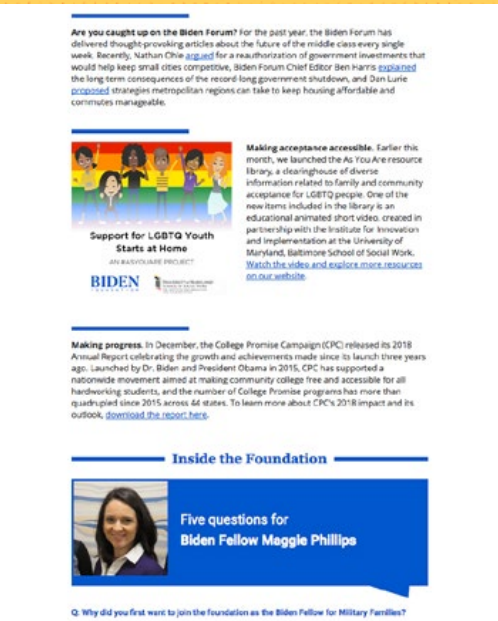 Are you caught up on the Biden Forum? For the past year, the Biden Forum has
delivered thought-provoking articles about the future of the middle class every single
week. Recently, Nathan Ohle argued for a reauthorization of government investments that
would help keep small cities competitive, Biden Forum Chief Editor Ben Harris explained
the long-term consequences of the record-long government shutdown, and Dan Lurie
proposed strategies metropolitan regions can take to keep housing affordable and
commutes manageable.
Support for LGBTQ Youth
Starts at Home
AN #ASYOUARE PROJECT
BIDEN
FOUNDATION
Making acceptance accessible. Earlier this
month, we launched the As You Are resource
library, a clearinghouse of diverse
information related to family and community
acceptance for LGBTQ people. One of the
new items included in the library is an
educational animated short video, created in
partnership with the Institute for Innovation
and Implementation at the University of
Maryland, Baltimore School of Social Work.
Watch the video and explore more resources
on our website.
Making progress. In December, the College Promise Campaign (CPC) released its 2018
Annual Report celebrating the growth and achievements made since its launch three years
ago. Launched by Dr. Biden and President Obama in 2015, CPC has supported a
nationwide movement aimed at making community college free and accessible for all
hardworking students, and the number of College Promise programs has more than
quadrupled since 2015 across 44 states. To learn more about CPC's 2018 impact and its
outlook, download the report here.
Inside the Foundation
Five questions for
Biden Fellow Maggie Phillips
Q: Why did you first want to join the foundation as the Biden Fellow for Military Families?